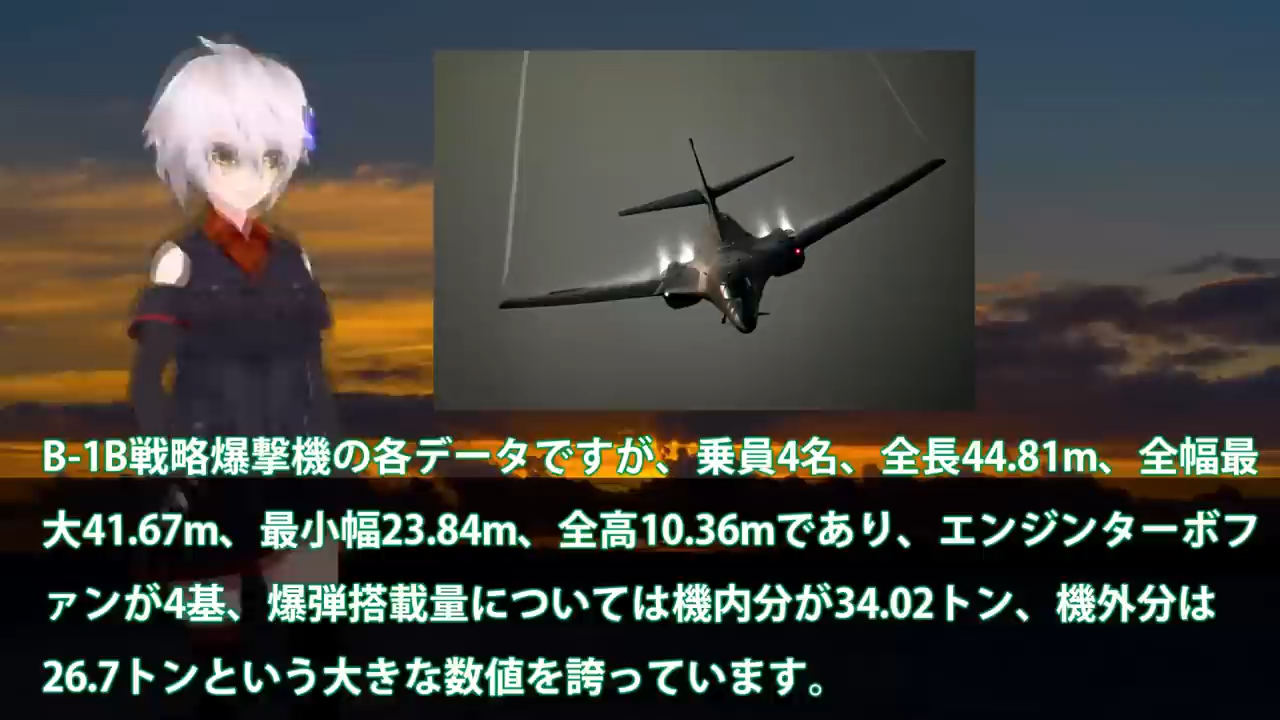 B-1B戦略爆撃機の各データですが、乗員4名、全長44.81m、全幅最
大41.67m、最小幅23.84m、全高10.36mであり、エンジンターボフ
ァンが4基、爆弾搭載量については機内分が34.02トン、機外分は
26.7トンという大きな数値を誇っています。